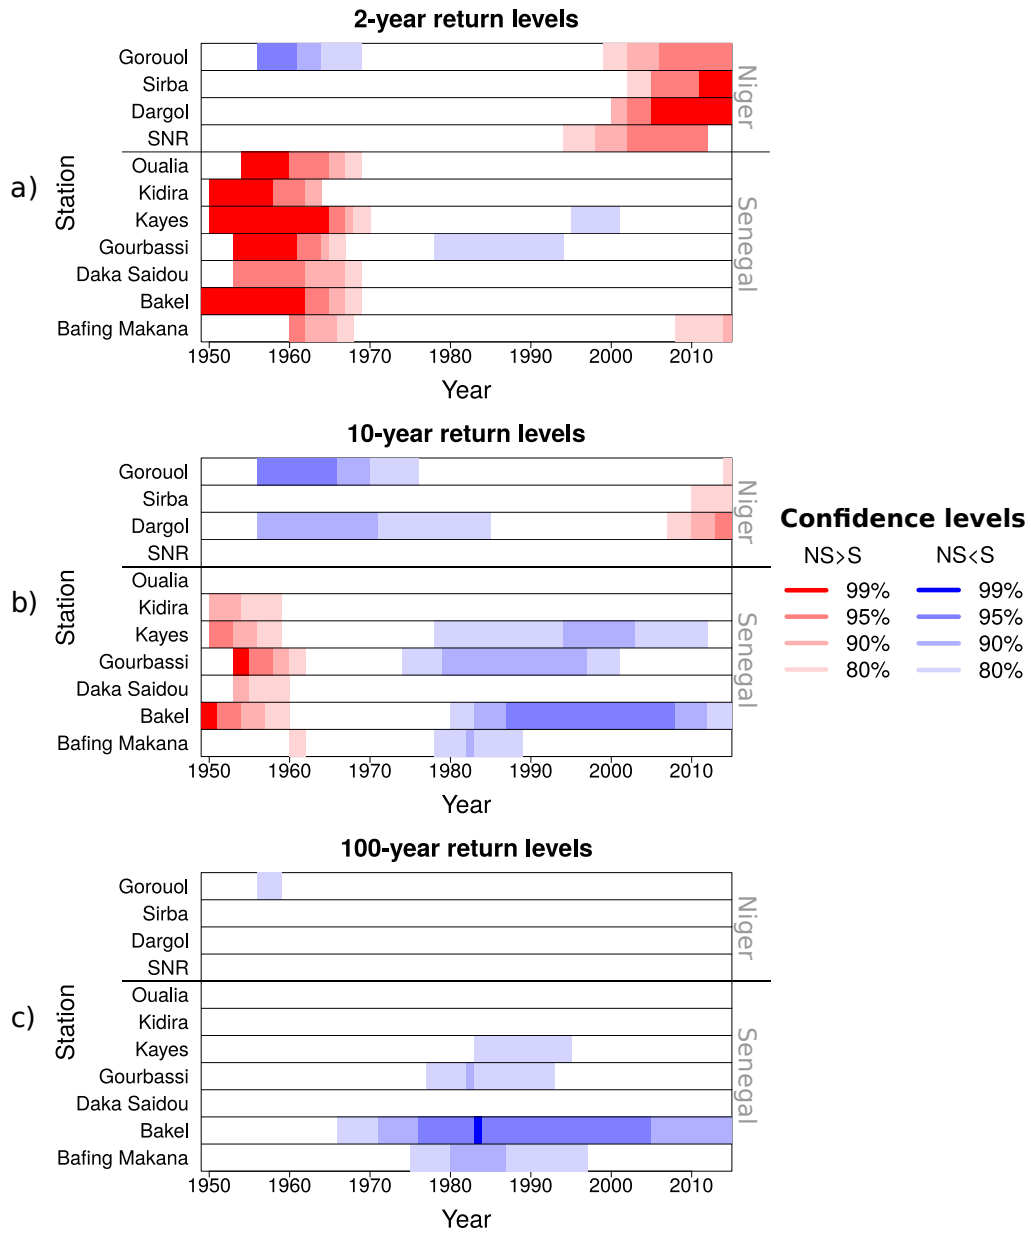 2-year return levels
a)
Station
Gorouol
Sirba
Dargol
SNR
Oualia
Kidira
Kayes
Gourbassi
Daka Saidou
Bakel
Bafing Makana
Niger
Senegal
1950 1960 1970 1980 1990 2000 2010
Year
10-year return levels
b)
Station
Gorouol
Sirba
Dargol
SNR
Oualia
Kidira
Kayes
Gourbassi
Daka Saidou
Bakel
Bafing Makana
Niger
Senegal
1950 1960 1970 1980 1990 2000 2010
Year
Confidence levels
NS>S NS<S
99% 99%
95% 95%
90% 90%
80% 80%
100-year return levels
c)
Station
Gorouol
Sirba
Dargol
SNR
Oualia
Kidira
Kayes
Gourbassi
Daka Saidou
Bakel
Bafing Makana
Niger
Senegal
1950 1960 1970 1980 1990 2000 2010
Year